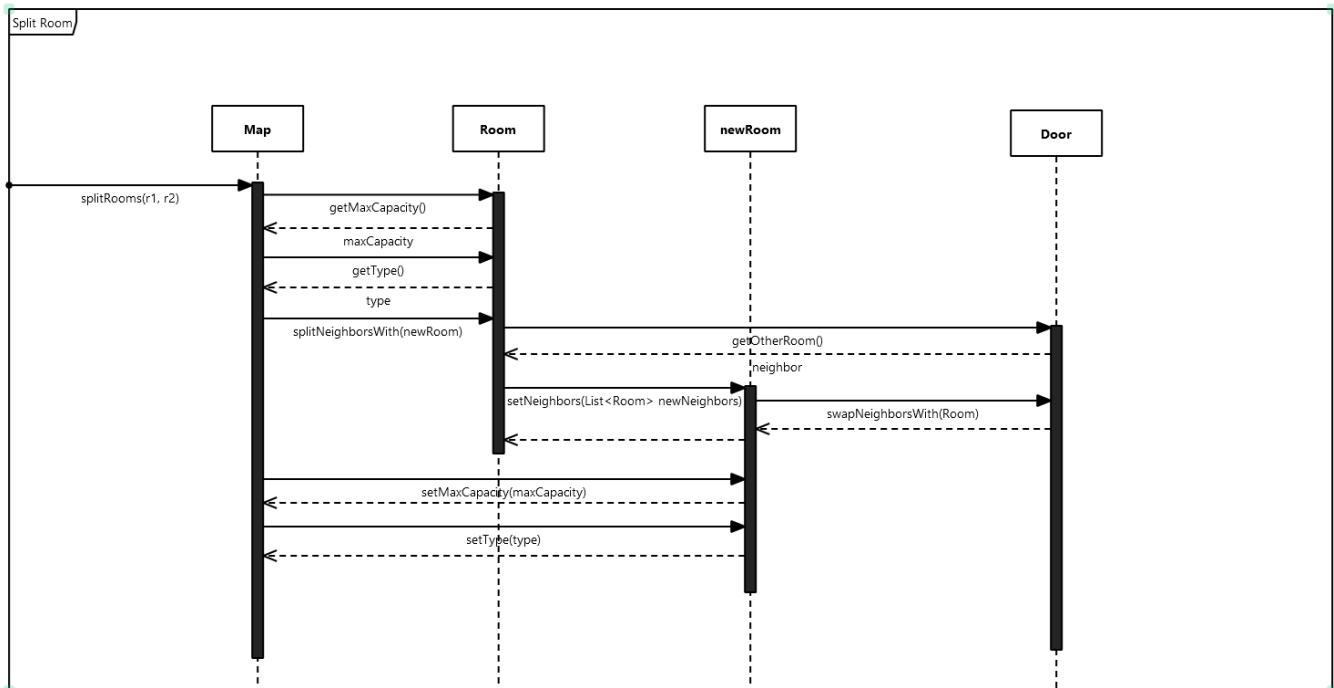 Split Room
Map
Room
newRoom
Door
splitRooms(r1, r2)
getMaxCapacity()
maxCapacity
getType()
type
splitNeighborsWith(newRoom)
getOtherRoom()
neighbor
setNeighbors(List<Room> newNeighbors)
swapNeighborsWith(Room)
setMaxCapacity(maxCapacity)
setType(type)